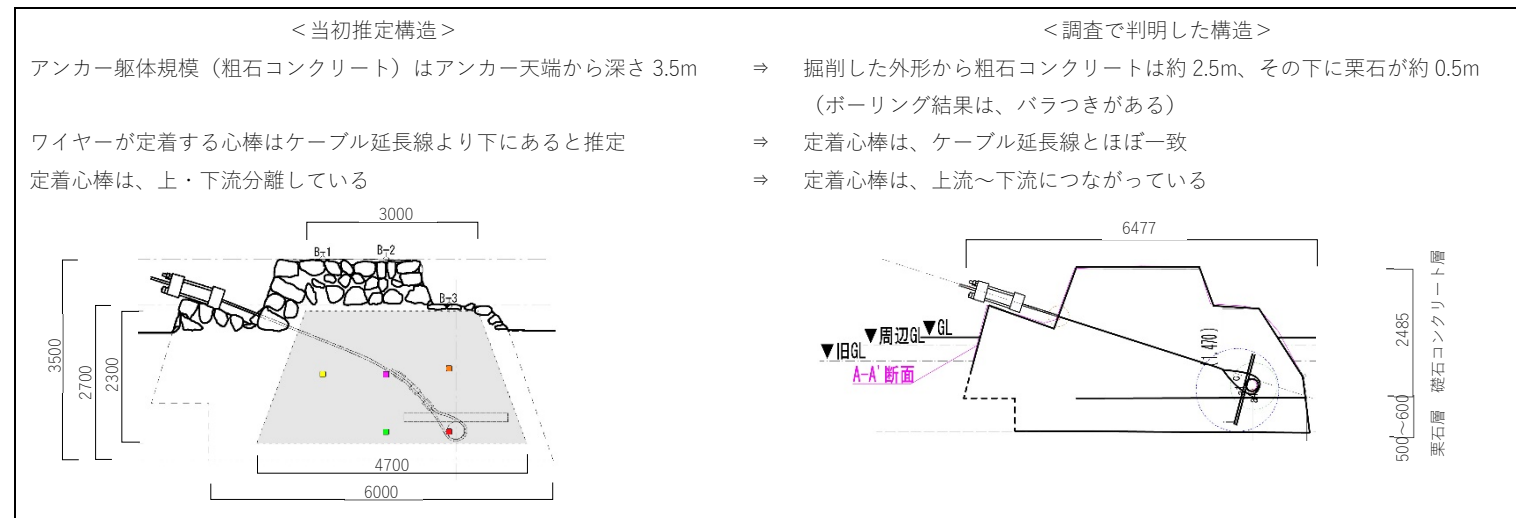 ＜当初推定構造＞
＜調査で判明した構造＞
アンカー躯体規模（粗石コンクリート）はアンカー天端から深さ 3.5m
⇒ 掘削した外形から粗石コンクリートは約 2.5m、その下に栗石が約 0.5m
（ボーリング結果は、バラつきがある）
ワイヤーが定着する心棒はケーブル延長線より下にあると推定
⇒ 定着心棒は、ケーブル延長線とほぼ一致
定着心棒は、上・下流分離している
⇒ 定着心棒は、上流～下流につながっている
3000
B-1
B-2
B-3
3500
2700
2300
4700
6000
6477
▼GL
▼周辺GL
▼旧GL
A-A'断面
2485
礎石コンクリート層
500～600
栗石層